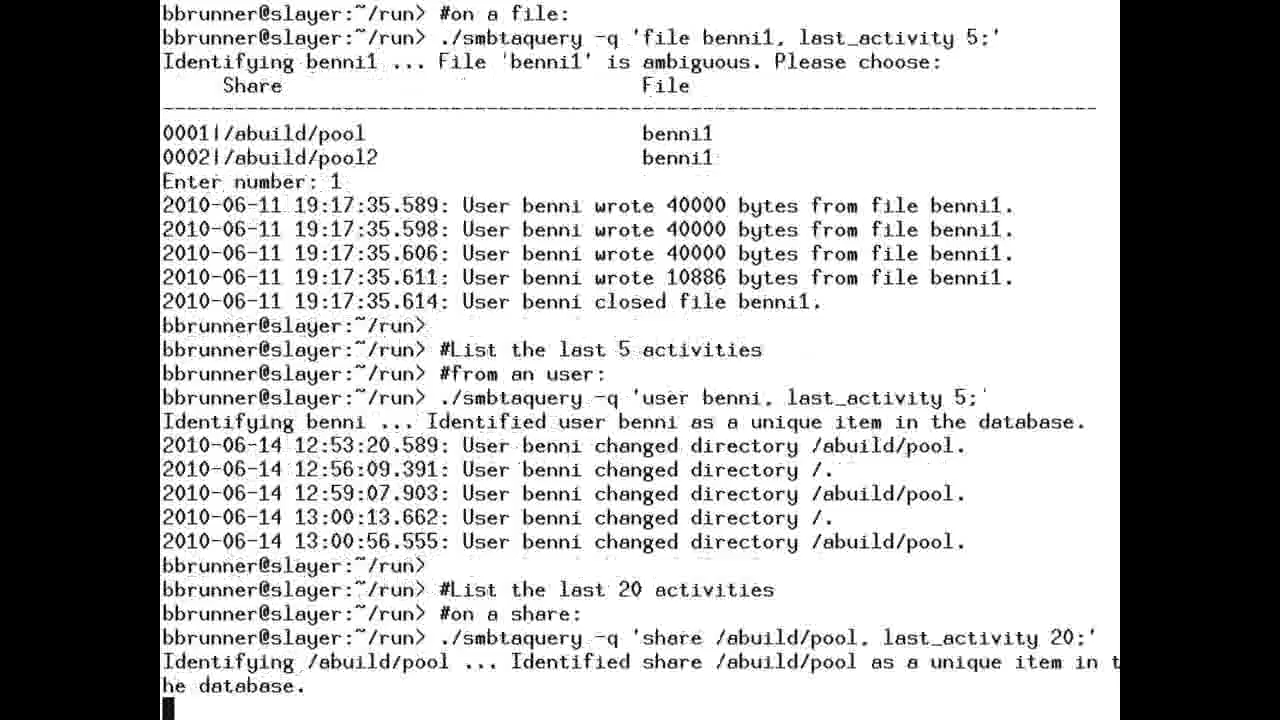 bbrunner@slayer:~/run> #on a file:
bbrunner@slayer:~/run> ./smbtaquery -q 'file benni1, last_activity 5;'
Identifying benni1 ... File 'benni1' is ambiguous. Please choose:
Share File
-------------------------------------------------------------------------------
0001|/abuild/pool benni1
0002|/abuild/pool2 benni1
Enter number: 1
2010-06-11 19:17:35.589: User benni wrote 40000 bytes from file benni1.
2010-06-11 19:17:35.598: User benni wrote 40000 bytes from file benni1.
2010-06-11 19:17:35.606: User benni wrote 40000 bytes from file benni1.
2010-06-11 19:17:35.611: User benni wrote 10886 bytes from file benni1.
2010-06-11 19:17:35.614: User benni closed file benni1.
bbrunner@slayer:~/run>
bbrunner@slayer:~/run> #List the last 5 activities
bbrunner@slayer:~/run> #from an user:
bbrunner@slayer:~/run> ./smbtaquery -q 'user benni, last_activity 5;'
Identifying benni ... Identified user benni as a unique item in the database.
2010-06-14 12:53:20.589: User benni changed directory /abuild/pool.
2010-06-14 12:56:09.391: User benni changed directory /.
2010-06-14 12:59:07.903: User benni changed directory /abuild/pool.
2010-06-14 13:00:13.662: User benni changed directory /.
2010-06-14 13:00:56.555: User benni changed directory /abuild/pool.
bbrunner@slayer:~/run>
bbrunner@slayer:~/run> #List the last 20 activities
bbrunner@slayer:~/run> #on a share:
bbrunner@slayer:~/run> ./smbtaquery -q 'share /abuild/pool, last_activity 20;'
Identifying /abuild/pool ... Identified share /abuild/pool as a unique item in t
he database.